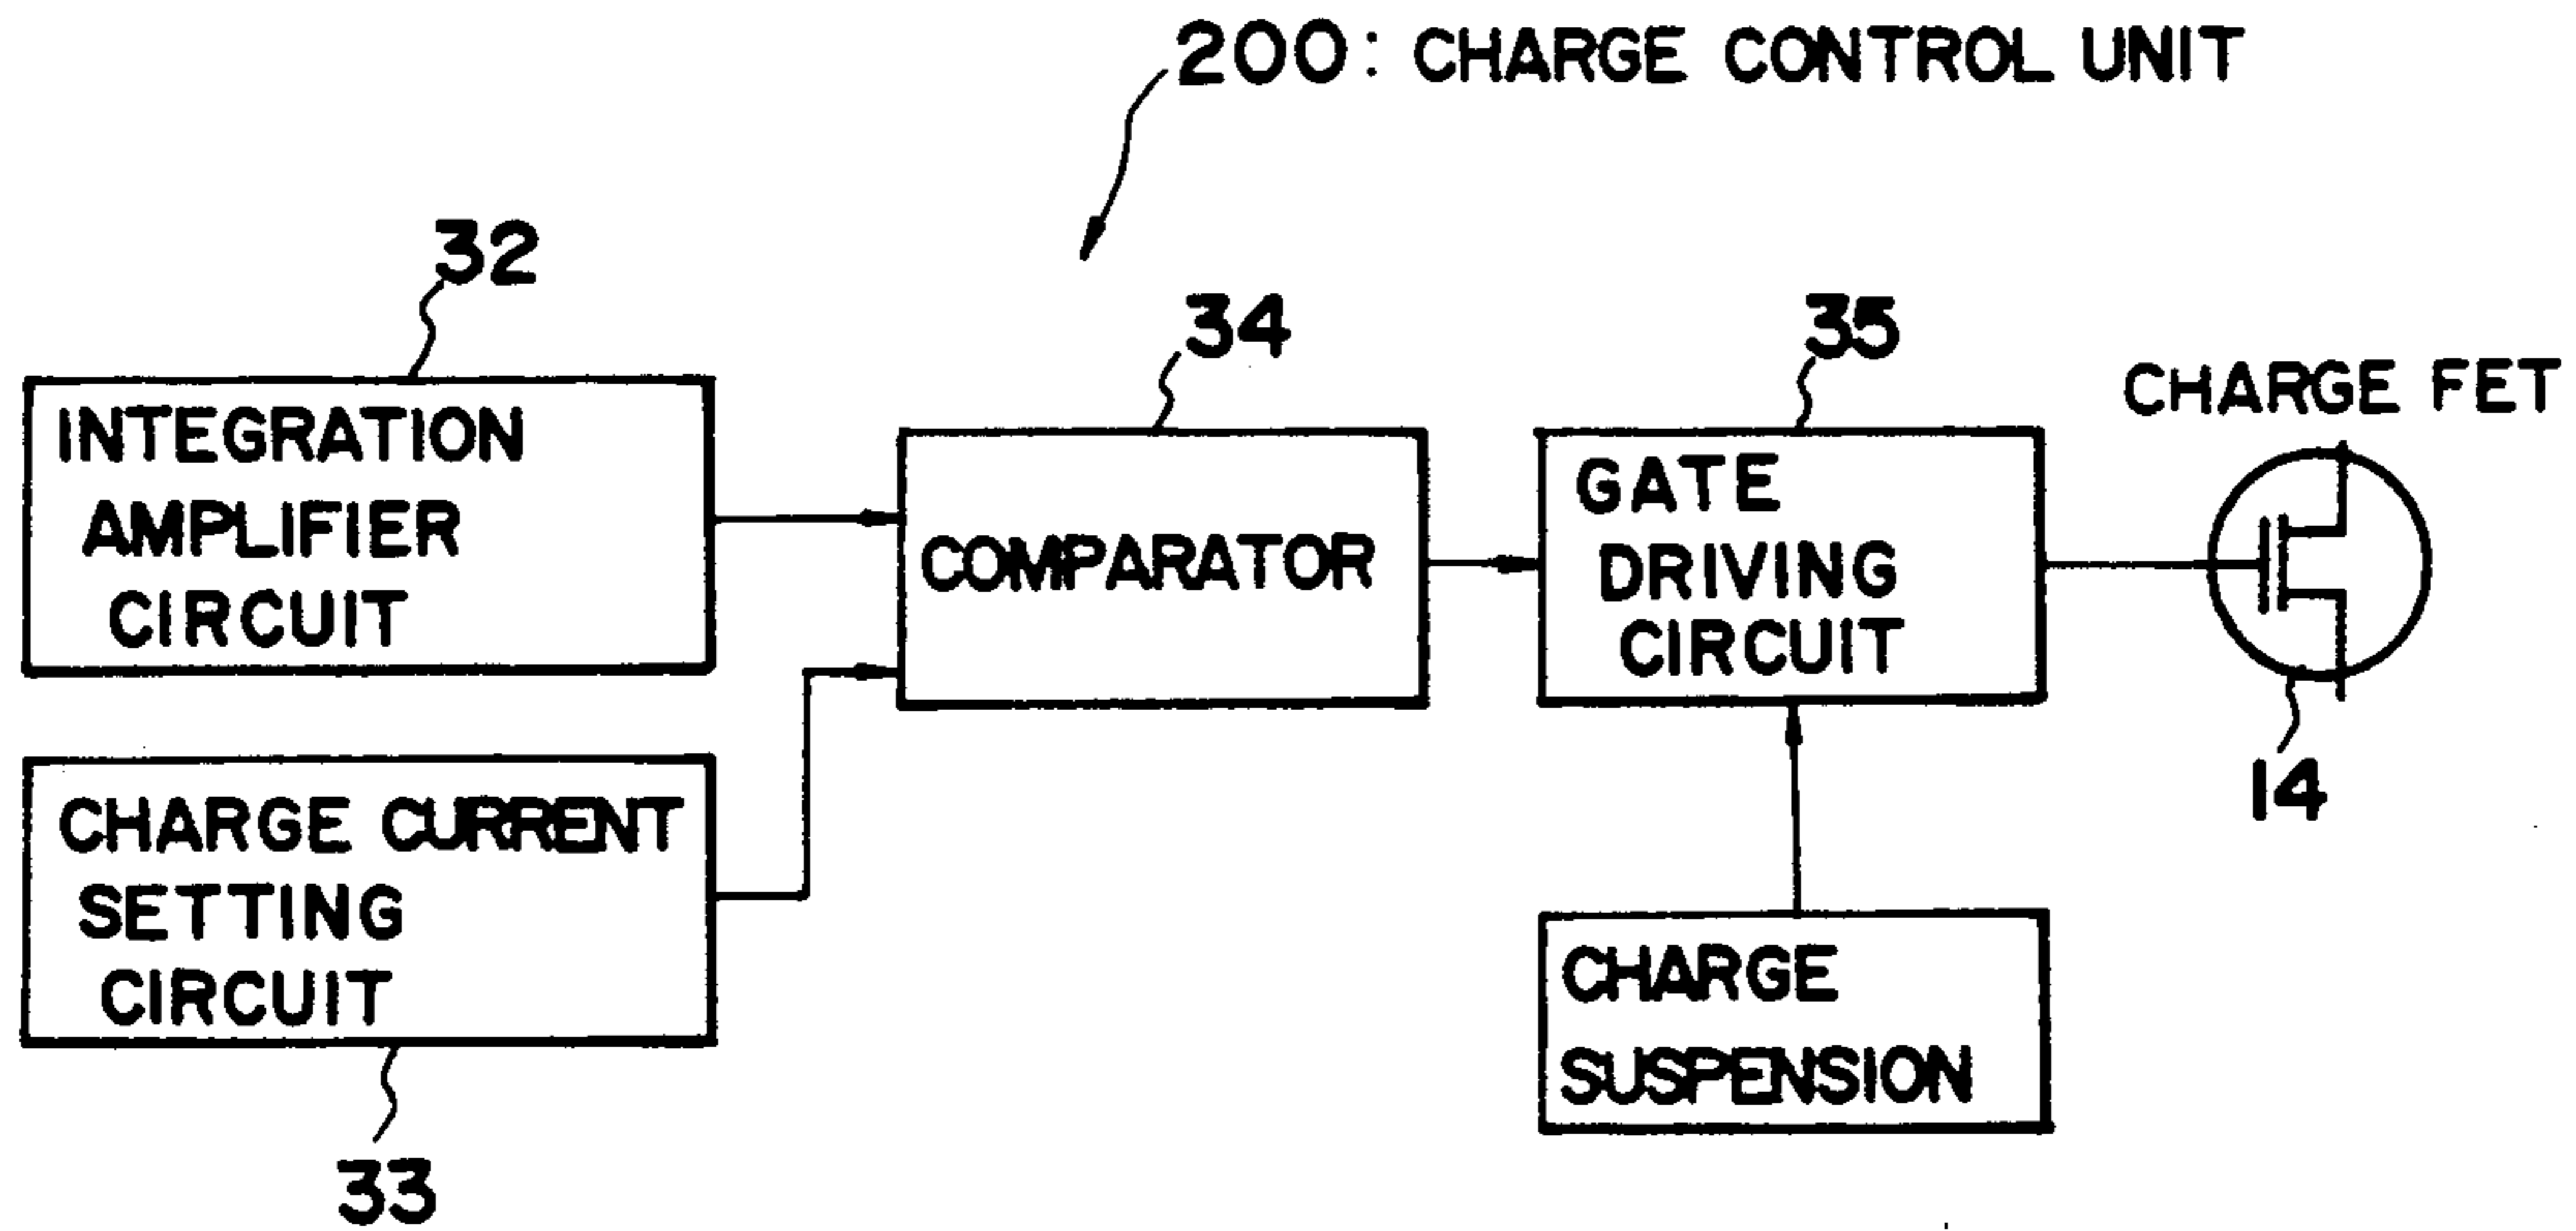 200: CHARGE CONTROL UNIT
32
34
35
CHARGE FET
INTEGRATION
AMPLIFIER
CIRCUIT
COMPARATOR
GATE
DRIVING
CIRCUIT
14
CHARGE CURRENT
SETTING
CIRCUIT
33
CHARGE
SUSPENSION